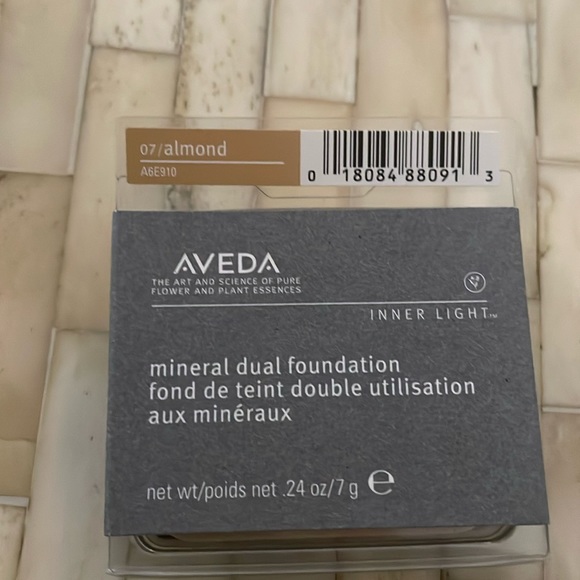 07/almond
A6E910
0 18084 88091 3
AVEDA
THE ART AND SCIENCE OF PURE
FLOWER AND PLANT ESSENCES
INNER LIGHT™
mineral dual foundation
fond de teint double utilisation
aux minéraux
net wt/poids net .24 oz/7 g ℮